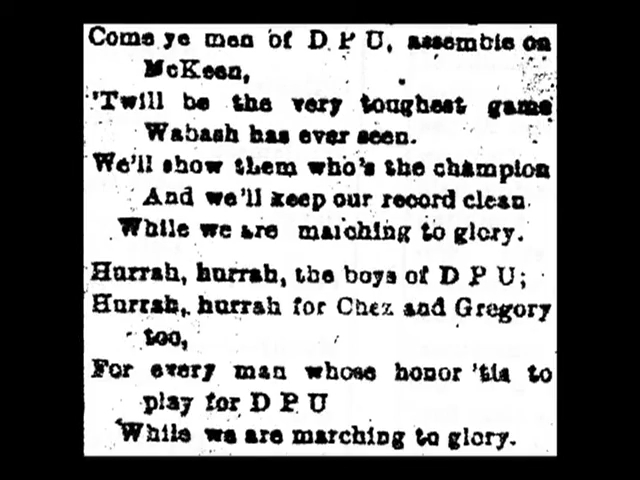 Come ye men of D P U, assemble on
McKeen,
'Twill be the very toughest game
Wabash has ever seen.
We'll show them who's the champion
And we'll keep our record clean
While we are marching to glory.
Hurrah, hurrah, the boys of D P U;
Hurrah, hurrah for Chez and Gregory
too,
For every man whose honor 'tis to
play for D P U
While we are marching to glory.